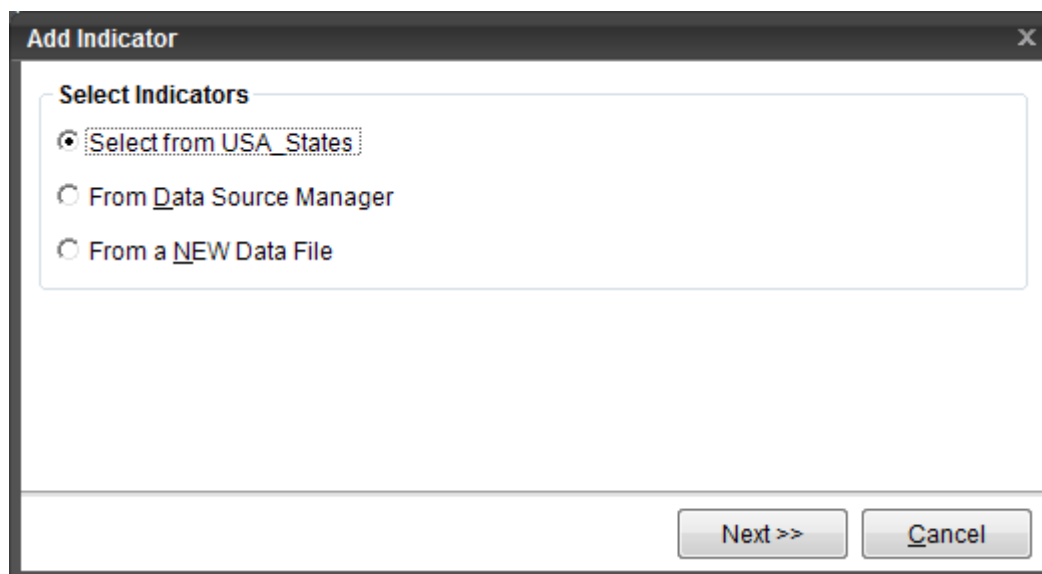 Add Indicator
Select Indicators
Select from USA_States
From Data Source Manager
From a NEW Data File
Next >>
Cancel